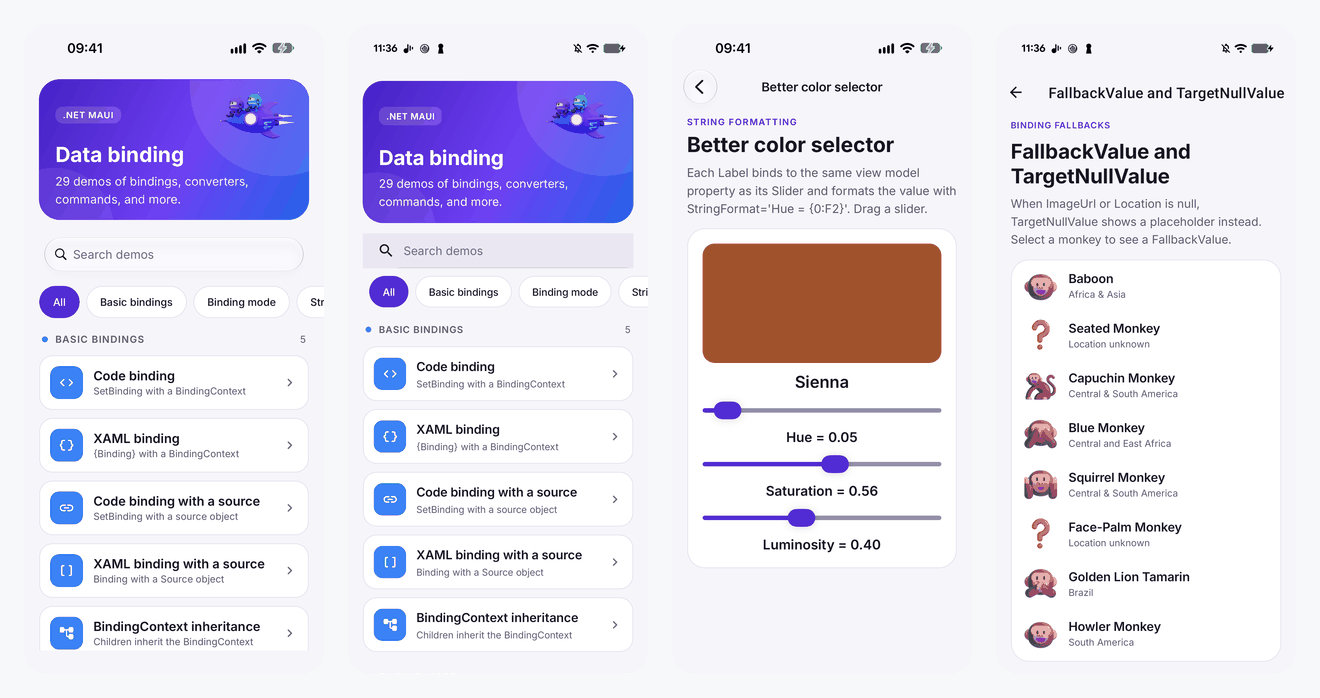 09:41
.NET MAUI
Data binding
29 demos of bindings, converters,
commands, and more.
Search demos
All
Basic bindings
Binding mode
Str
BASIC BINDINGS
5
Code binding
SetBinding with a BindingContext
XAML binding
{Binding} with a BindingContext
Code binding with a source
SetBinding with a source object
XAML binding with a source
Binding with a Source object
BindingContext inheritance
Children inherit the BindingContext
11:36
.NET MAUI
Data binding
29 demos of bindings, converters,
commands, and more.
Search demos
All
Basic bindings
Binding mode
Stri
BASIC BINDINGS
5
Code binding
SetBinding with a BindingContext
XAML binding
{Binding} with a BindingContext
Code binding with a source
SetBinding with a source object
XAML binding with a source
Binding with a Source object
BindingContext inheritance
Children inherit the BindingContext
09:41
Better color selector
STRING FORMATTING
Better color selector
Each Label binds to the same view model
property as its Slider and formats the value with
StringFormat='Hue = {0:F2}'. Drag a slider.
Sienna
Hue = 0.05
Saturation = 0.56
Luminosity = 0.40
11:36
FallbackValue and TargetNullValue
BINDING FALLBACKS
FallbackValue and
TargetNullValue
When ImageUrl or Location is null,
TargetNullValue shows a placeholder instead.
Select a monkey to see a FallbackValue.
Baboon
Africa & Asia
Seated Monkey
Location unknown
Capuchin Monkey
Central & South America
Blue Monkey
Central and East Africa
Squirrel Monkey
Central & South America
Face-Palm Monkey
Location unknown
Golden Lion Tamarin
Brazil
Howler Monkey
South America